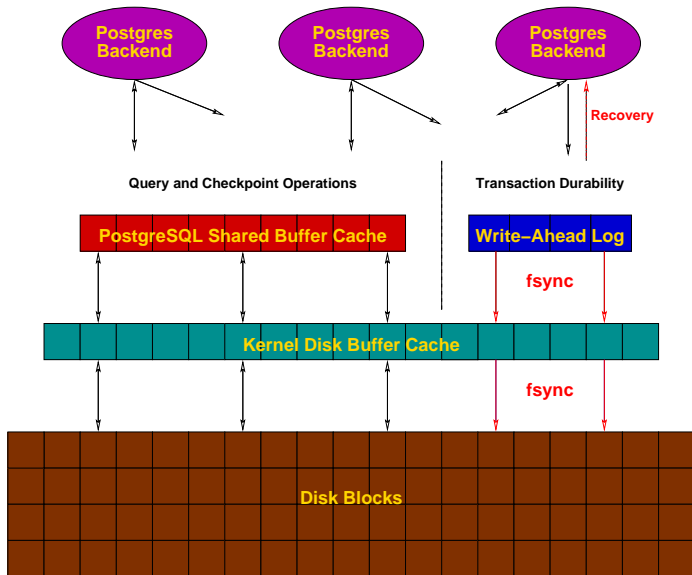 Postgres
Backend
Postgres
Backend
Postgres
Backend
Recovery
Query and Checkpoint Operations
Transaction Durability
PostgreSQL Shared Buffer Cache
Write−Ahead Log
fsync
Kernel Disk Buffer Cache
fsync
Disk Blocks